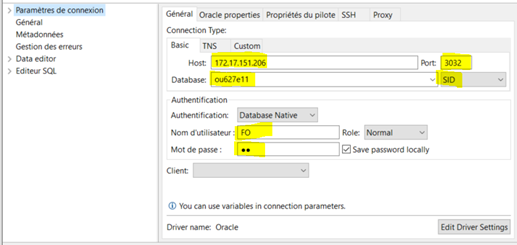 Paramètres de connexion
Général
Métadonnées
Gestion des erreurs
Data editor
Editeur SQL
Général Oracle properties Propriétés du pilote SSH Proxy
Connection Type:
Basic TNS Custom
Host: 172.17.151.206 Port: 3032
Database: ou627e11 SID
Authentification
Authentification: Database Native
Nom d'utilisateur : FO Role: Normal
Mot de passe : ●● Save password locally
Client:
You can use variables in connection parameters.
Driver name: Oracle Edit Driver Settings